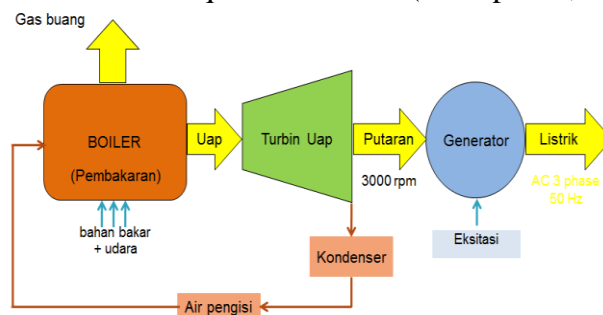 Gas buang
BOILER
(Pembakaran)
Uap
Turbin Uap
Putaran
3000 rpm
Generator
Listrik
AC 3 phase
50 Hz
bahan bakar
+ udara
Eksitasi
Kondenser
Air pengisi